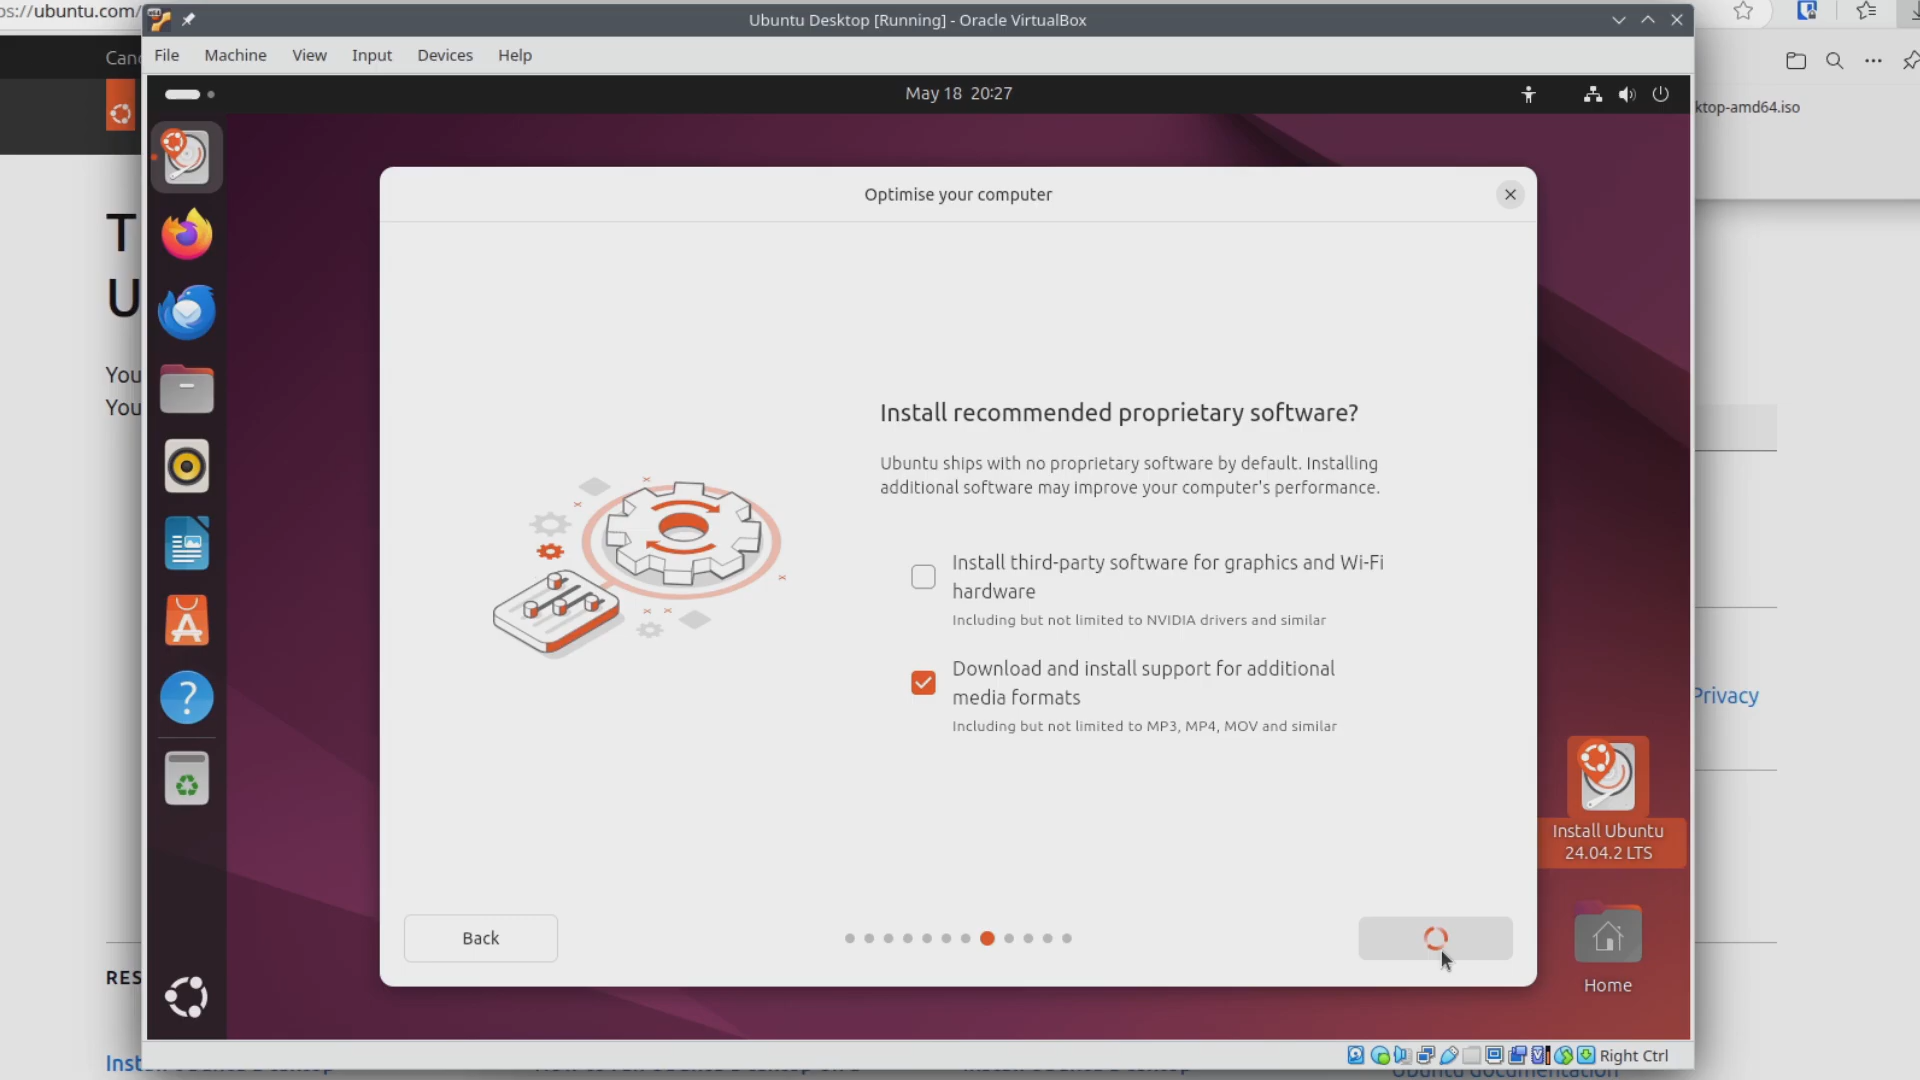 ps://ubuntu.com/
Ubuntu Desktop [Running] - Oracle VirtualBox
File Machine View Input Devices Help
Can
May 18 20:27
ktop-amd64.iso
Optimise your computer
T
U
You
You
Install recommended proprietary software?
Ubuntu ships with no proprietary software by default. Installing
additional software may improve your computer's performance.
Install third-party software for graphics and Wi-Fi
hardware
Including but not limited to NVIDIA drivers and similar
Download and install support for additional
media formats
Including but not limited to MP3, MP4, MOV and similar
Privacy
Install Ubuntu
24.04.2 LTS
Back
RES
Home
Right Ctrl
Inst